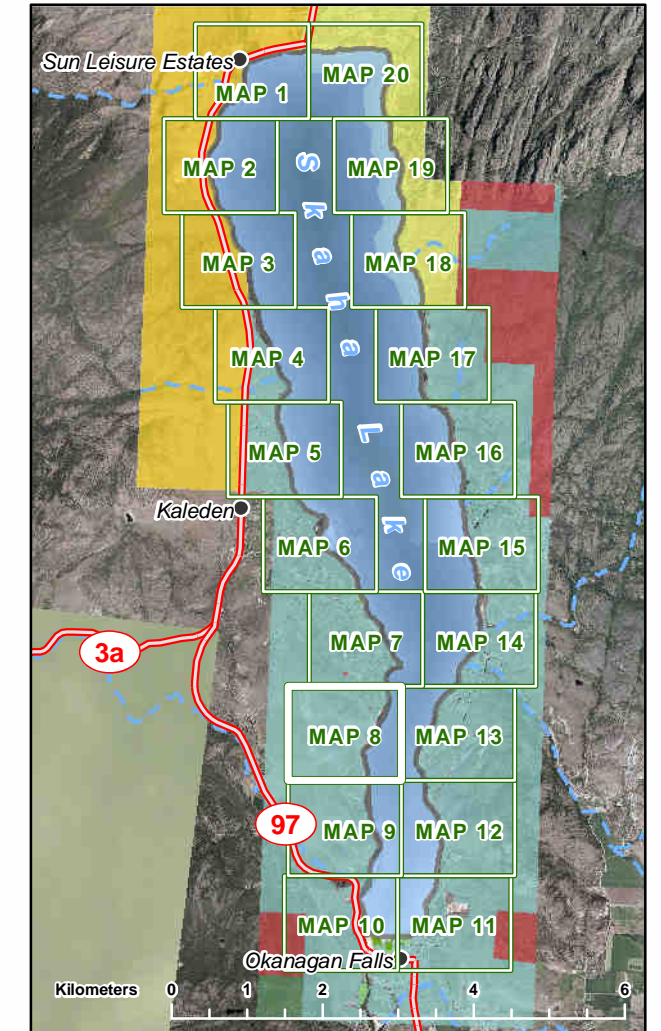 Sun Leisure Estates
MAP 1
MAP 20
MAP 2
MAP 19
MAP 3
MAP 18
Skaha Lake
MAP 4
MAP 17
MAP 5
MAP 16
Kaleden
MAP 6
MAP 15
MAP 7
MAP 14
3a
MAP 8
MAP 13
97
MAP 9
MAP 12
MAP 10
MAP 11
Okanagan Falls
Kilometers 0 1 2 4 6